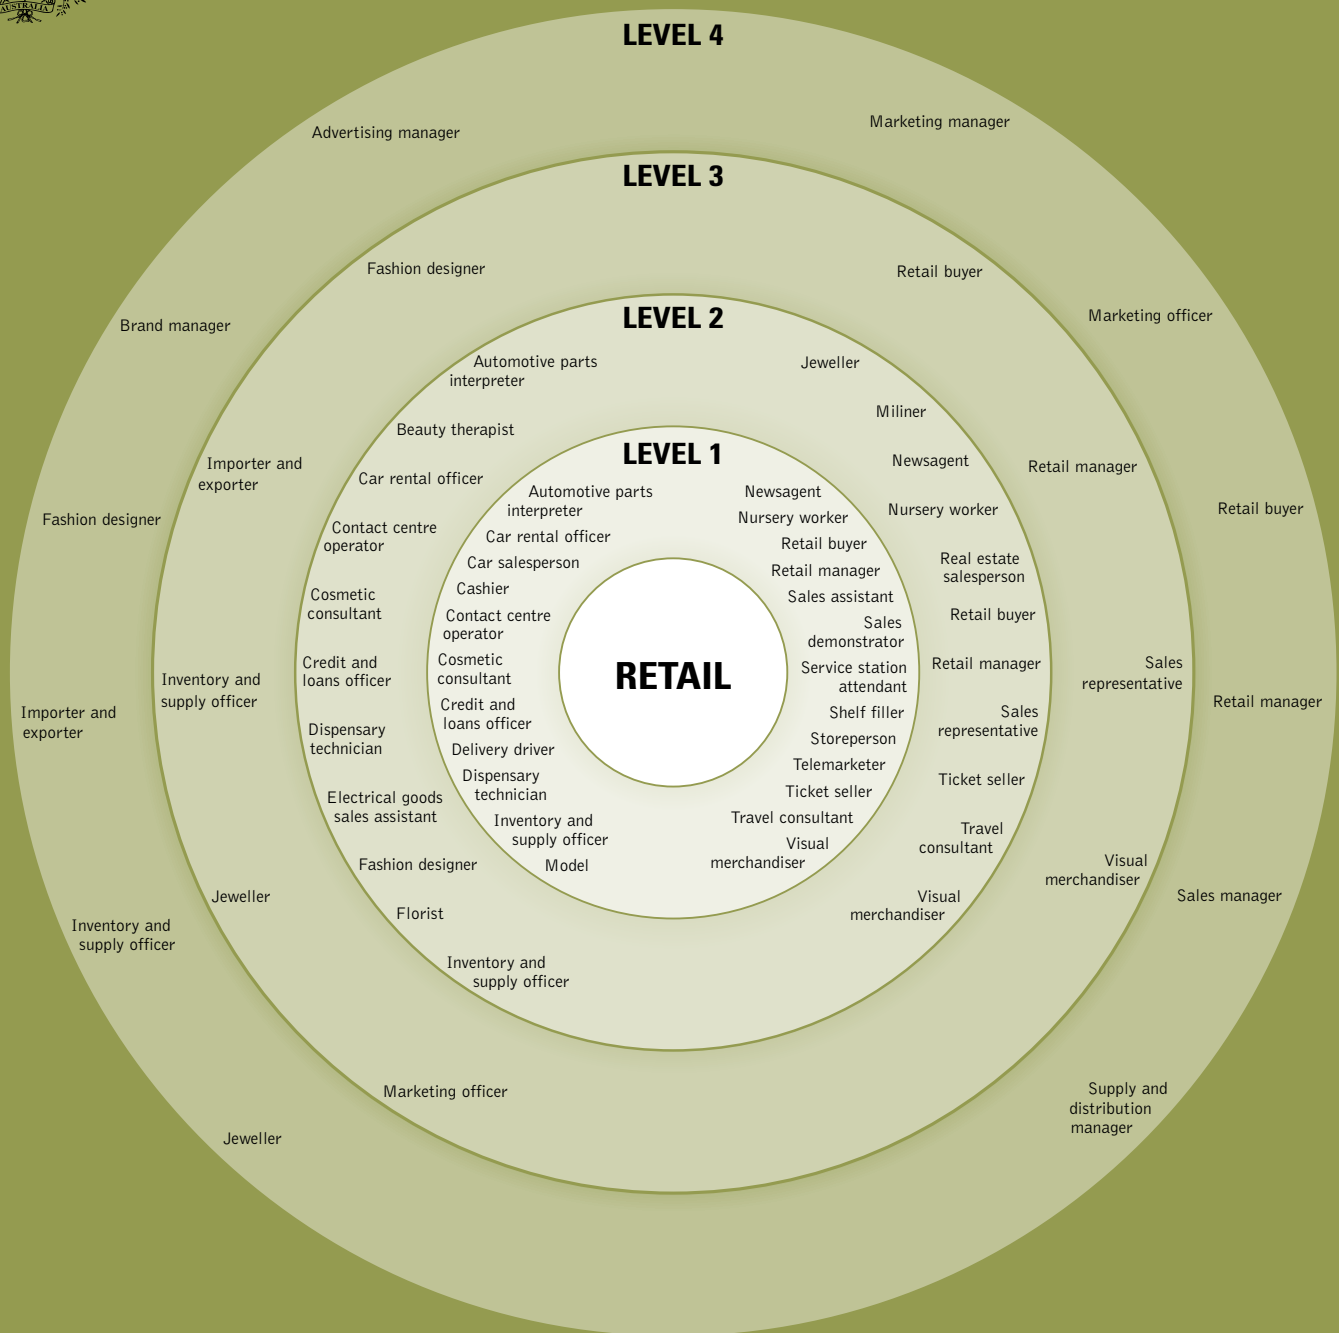 AUSTRALIA
LEVEL 4
Advertising manager
Brand manager
Fashion designer
Importer and
exporter
Inventory and
supply officer
Jeweller
Marketing manager
Marketing officer
Retail buyer
Retail manager
Sales manager
Supply and
distribution
manager
LEVEL 3
Fashion designer
Importer and
exporter
Inventory and
supply officer
Jeweller
Marketing officer
Retail buyer
Retail manager
Sales
representative
Visual
merchandiser
LEVEL 2
Automotive parts
interpreter
Beauty therapist
Car rental officer
Contact centre
operator
Cosmetic
consultant
Credit and
loans officer
Dispensary
technician
Electrical goods
sales assistant
Fashion designer
Florist
Inventory and
supply officer
Jeweller
Miliner
Newsagent
Nursery worker
Real estate
salesperson
Retail buyer
Retail manager
Sales
representative
Ticket seller
Travel
consultant
Visual
merchandiser
LEVEL 1
Automotive parts
interpreter
Car rental officer
Car salesperson
Cashier
Contact centre
operator
Cosmetic
consultant
Credit and
loans officer
Delivery driver
Dispensary
technician
Inventory and
supply officer
Model
Newsagent
Nursery worker
Retail buyer
Retail manager
Sales assistant
Sales
demonstrator
Service station
attendant
Shelf filler
Storeperson
Telemarketer
Ticket seller
Travel consultant
Visual
merchandiser
RETAIL